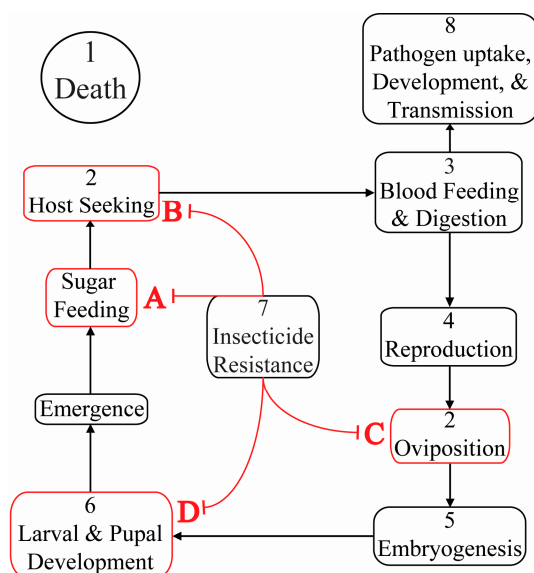 1
Death
8
Pathogen uptake,
Development, &
Transmission
2
Host Seeking
B
3
Blood Feeding
& Digestion
Sugar
Feeding
A
7
Insecticide
Resistance
4
Reproduction
Emergence
C
2
Oviposition
6
Larval & Pupal
Development
D
5
Embryogenesis